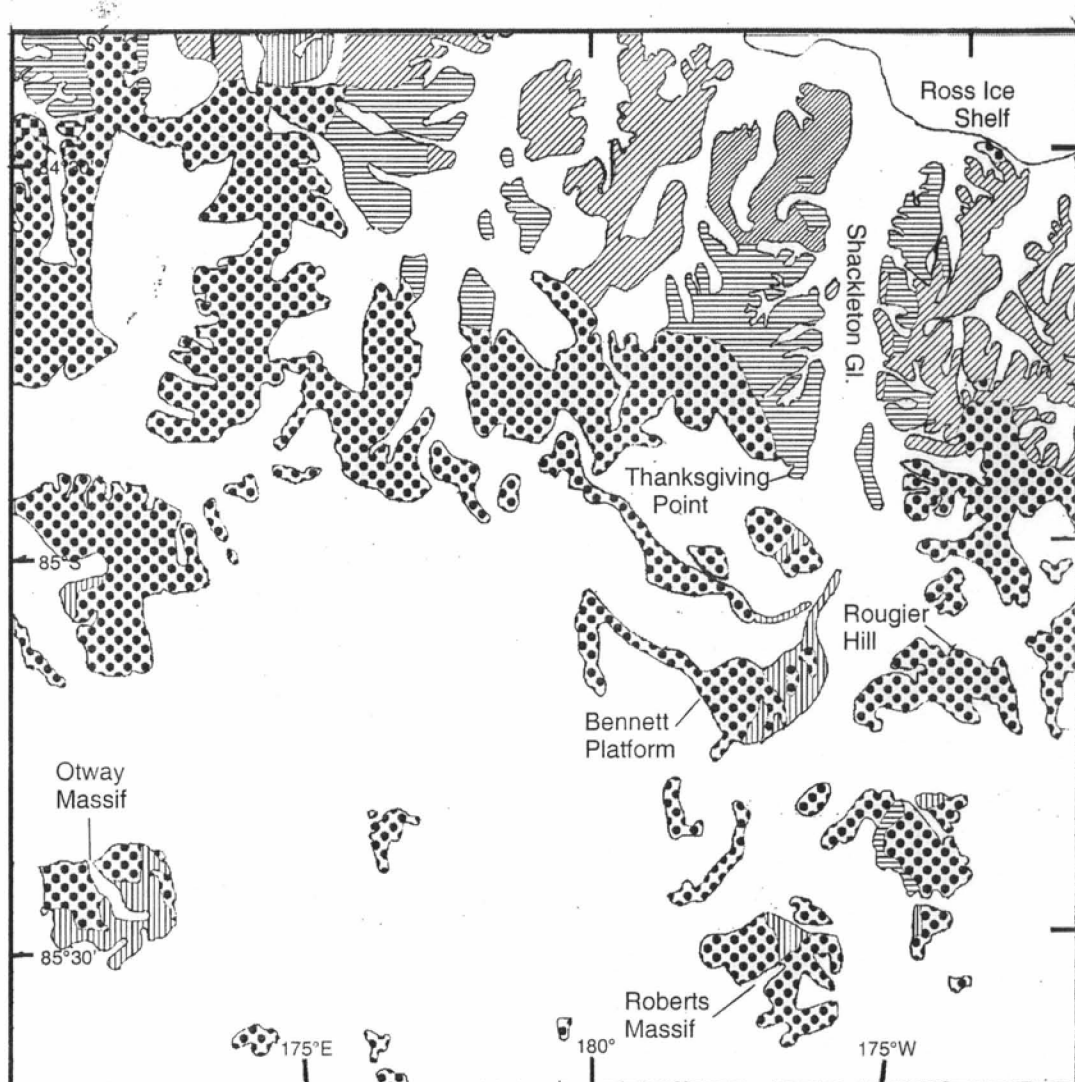 Ross Ice
Shelf
Shackleton Gl.
Thanksgiving
Point
85°S
Rougier
Hill
Bennett
Platform
Otway
Massif
85°30'
Roberts
Massif
175°E
180°
175°W